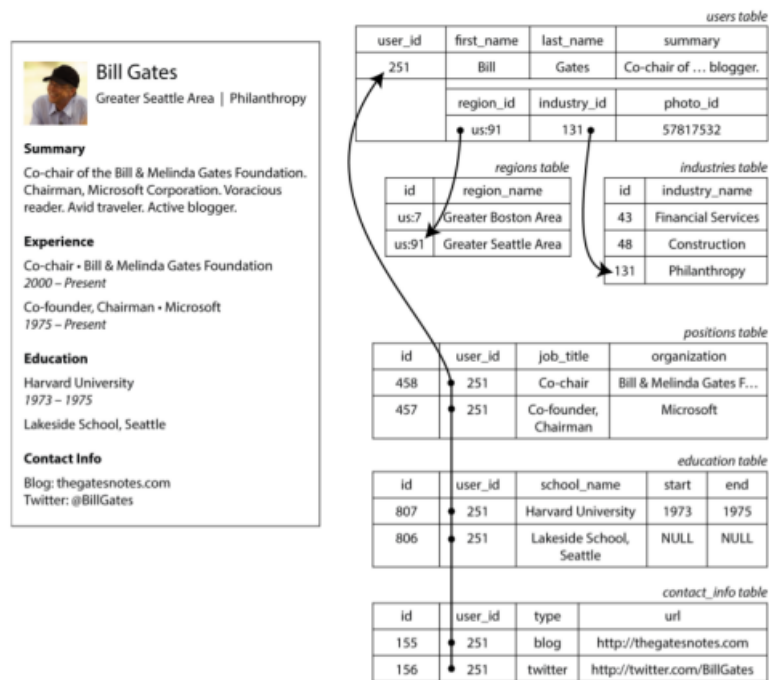 Bill Gates
Greater Seattle Area | Philanthropy
Summary
Co-chair of the Bill & Melinda Gates Foundation.
Chairman, Microsoft Corporation. Voracious
reader. Avid traveler. Active blogger.
Experience
Co-chair • Bill & Melinda Gates Foundation
2000 – Present
Co-founder, Chairman • Microsoft
1975 – Present
Education
Harvard University
1973 – 1975
Lakeside School, Seattle
Contact Info
Blog: thegatesnotes.com
Twitter: @BillGates
users table
user_id first_name last_name summary
251 Bill Gates Co-chair of … blogger.
region_id industry_id photo_id
us:91 131 57817532
regions table
id region_name
us:7 Greater Boston Area
us:91 Greater Seattle Area
industries table
id industry_name
43 Financial Services
48 Construction
131 Philanthropy
positions table
id user_id job_title organization
458 251 Co-chair Bill & Melinda Gates F…
457 251 Co-founder, Microsoft
Chairman
education table
id user_id school_name start end
807 251 Harvard University 1973 1975
806 251 Lakeside School, NULL NULL
Seattle
contact_info table
id user_id type url
155 251 blog http://thegatesnotes.com
156 251 twitter http://twitter.com/BillGates